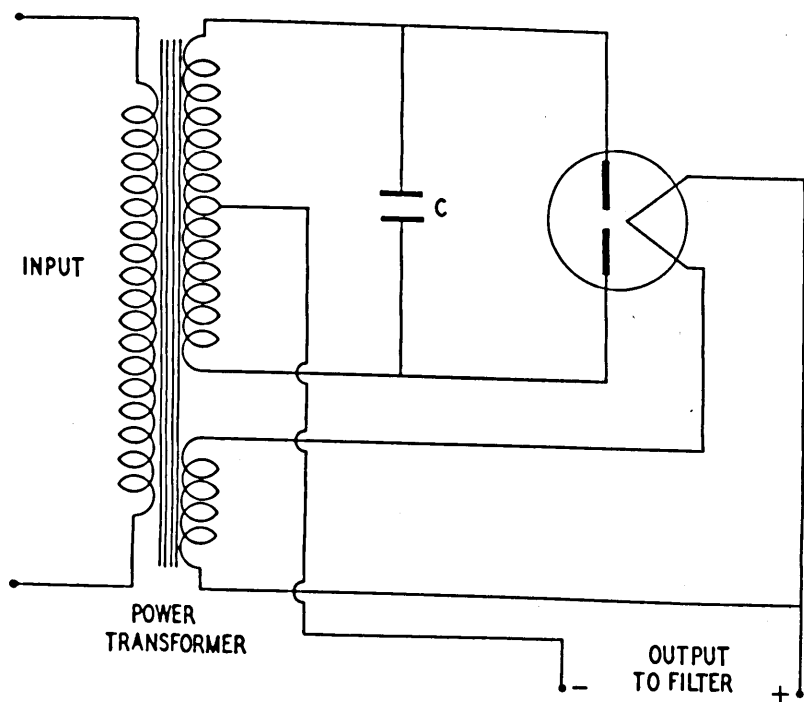 INPUT
C
POWER
TRANSFORMER
OUTPUT
TO FILTER
- +